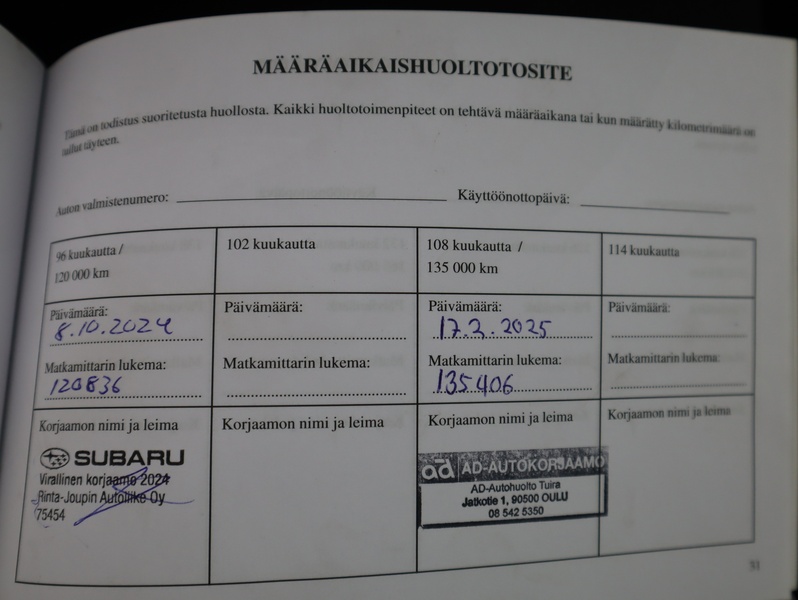 MÄÄRÄAIKAISHUOLTOTOSITE
Tämä on todistus suoritetusta huollosta. Kaikki huoltotoimenpiteet on tehtävä määräaikana tai kun määrätty kilometrimäärä on
tullut täyteen.
Auton valmistenumero:
Käyttöönottopäivä:
96 kuukautta /
120 000 km
102 kuukautta
108 kuukautta /
135 000 km
114 kuukautta
Päivämäärä:
8.10.2024
Päivämäärä:
Päivämäärä:
17.2.2025
Päivämäärä:
Matkamittarin lukema:
120836
Matkamittarin lukema:
Matkamittarin lukema:
135406
Matkamittarin lukema:
Korjaamon nimi ja leima
SUBARU
Virallinen korjaamo 2024
Rinta-Joupin Autoliike Oy
75454
Korjaamon nimi ja leima
Korjaamon nimi ja leima
ad AD-AUTOKORJAAMO
AD-Autohuolto Tuira
Jatkotie 1, 90500 OULU
08 542 5350
Korjaamon nimi ja leima